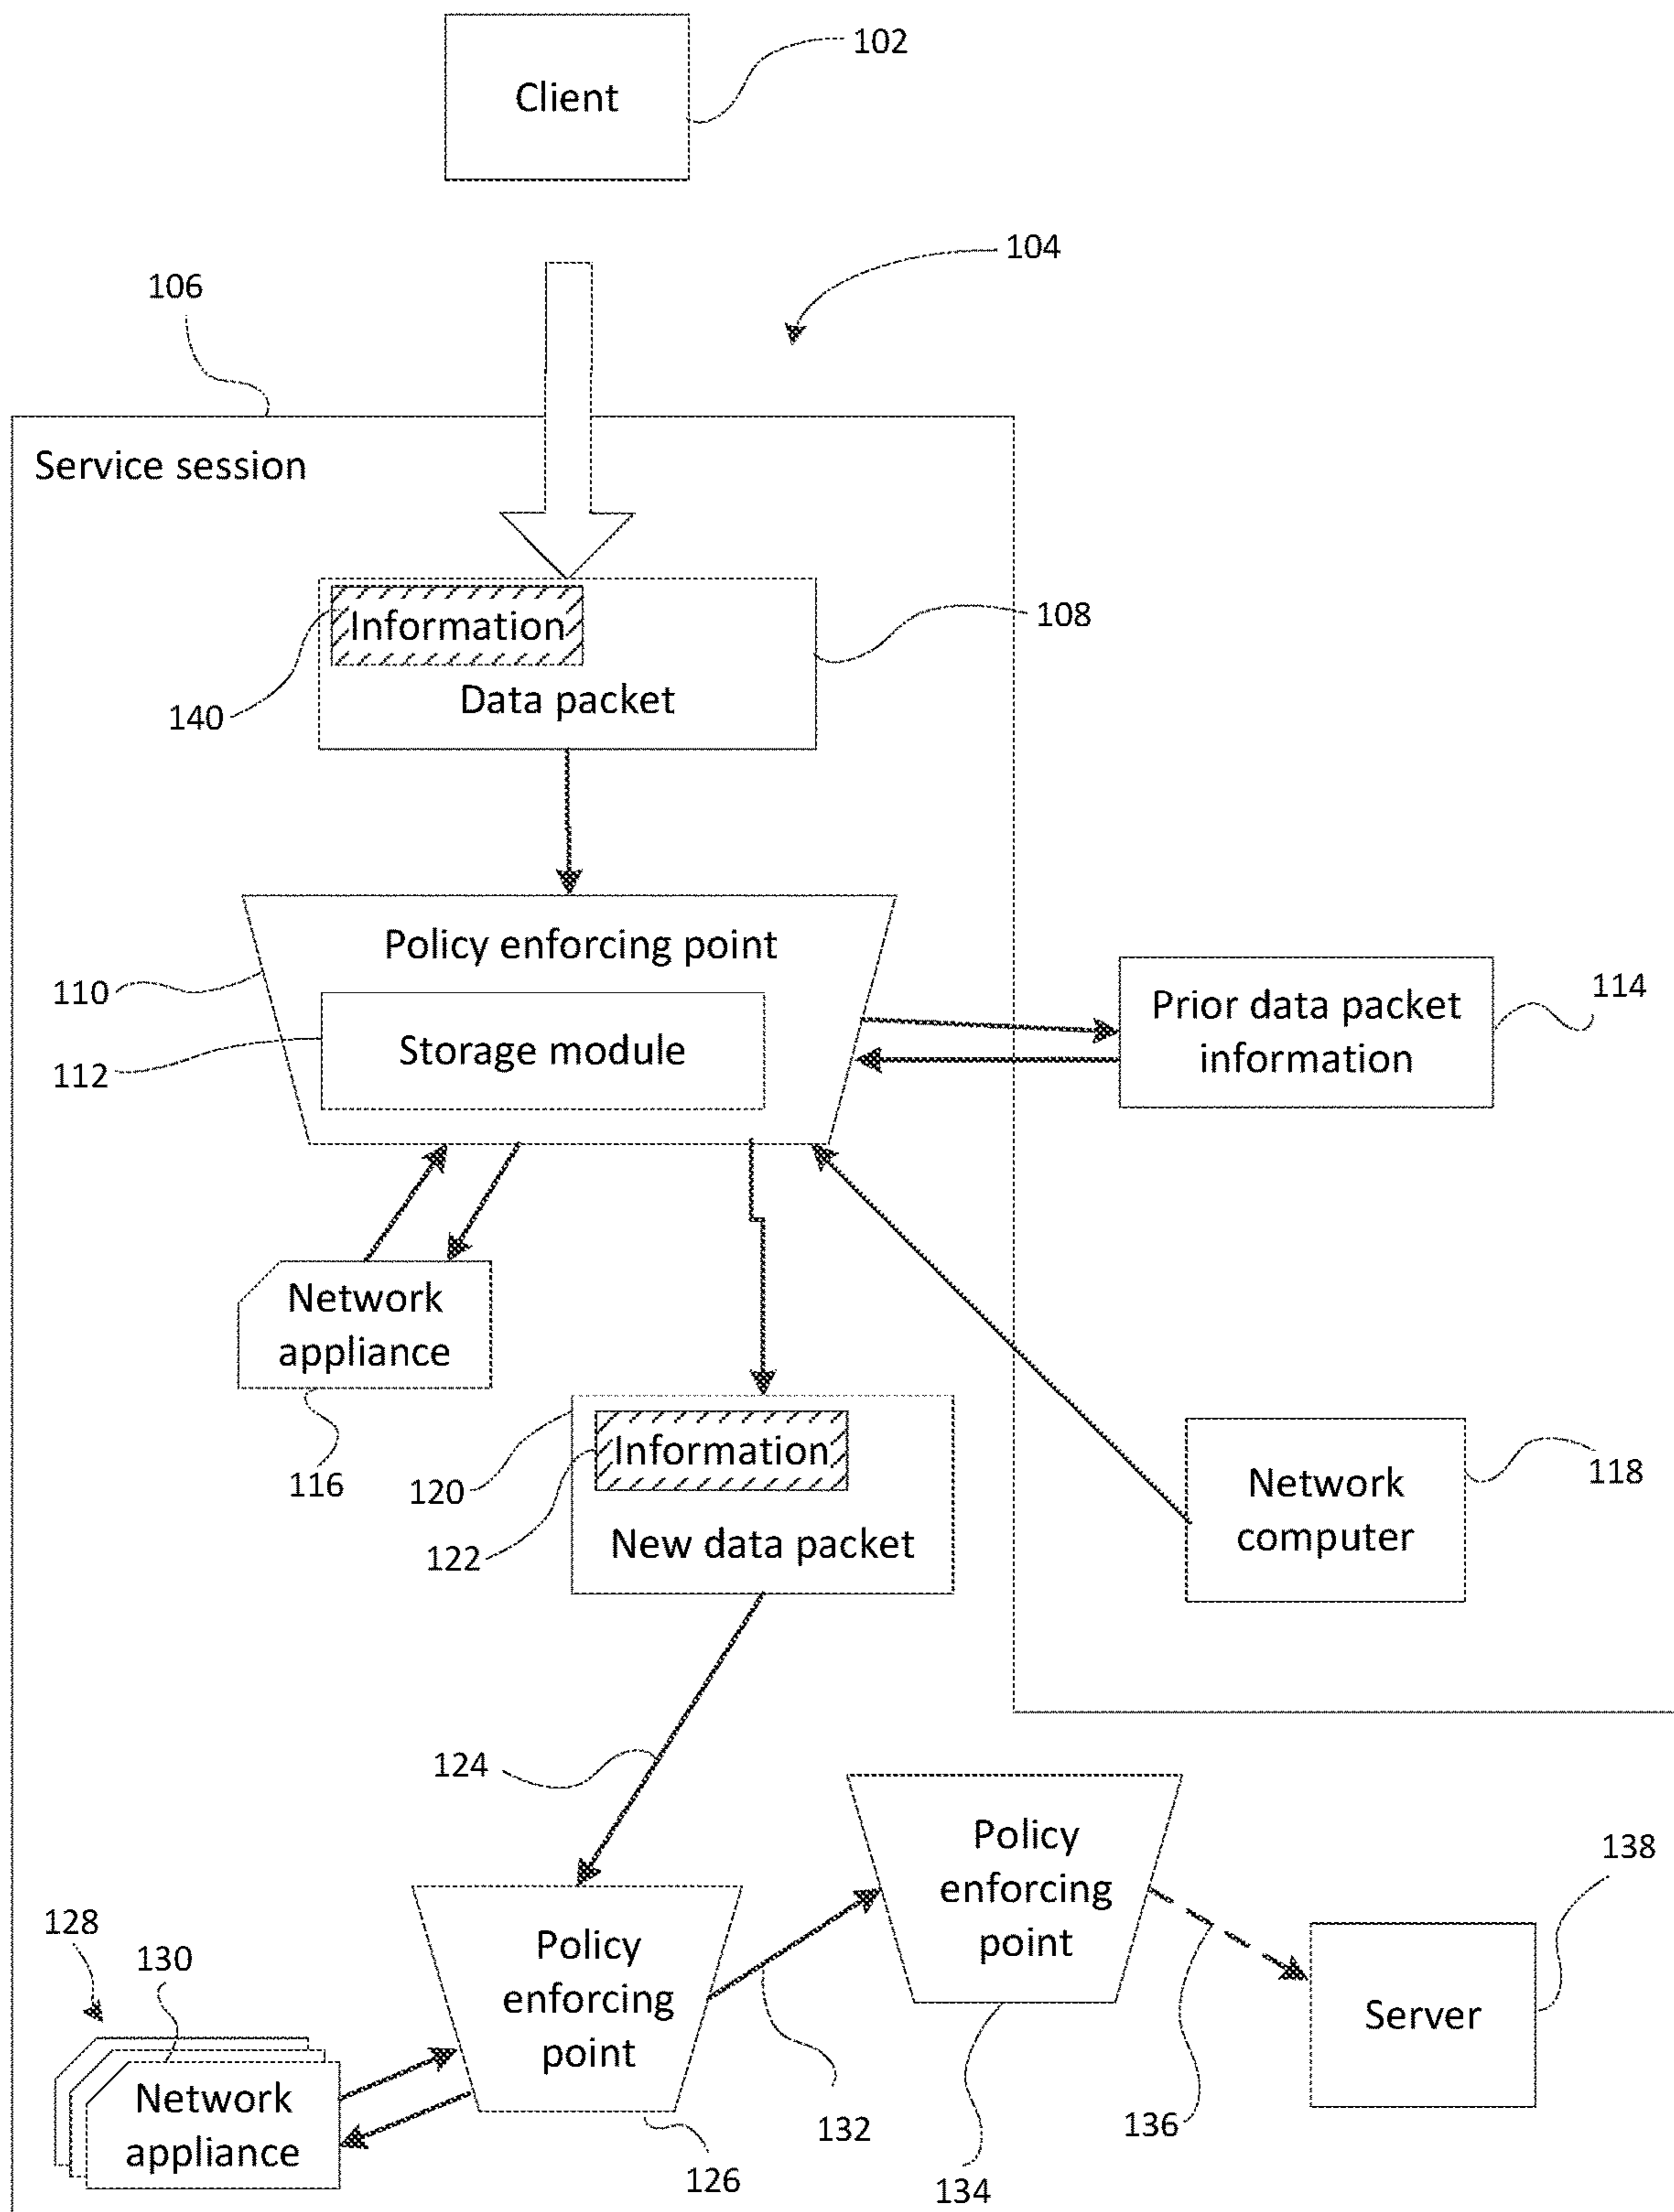 Client
102
104
106
Service session
Information
108
140
Data packet
Policy enforcing point
110
Storage module
112
Prior data packet
information
114
Network
appliance
116
Information
120
122
New data packet
Network
computer
118
124
Policy
enforcing
point
138
128
130
Policy
enforcing
point
Server
Network
appliance
132
136
126
134